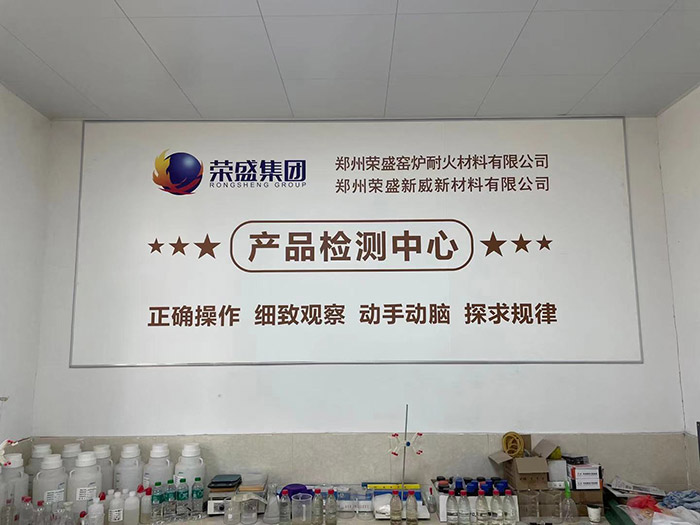 荣盛集团
RONGSHENG GROUP
郑州荣盛窑炉耐火材料有限公司
郑州荣盛新威新材料有限公司
产品检测中心
正确操作 细致观察 动手动脑 探求规律